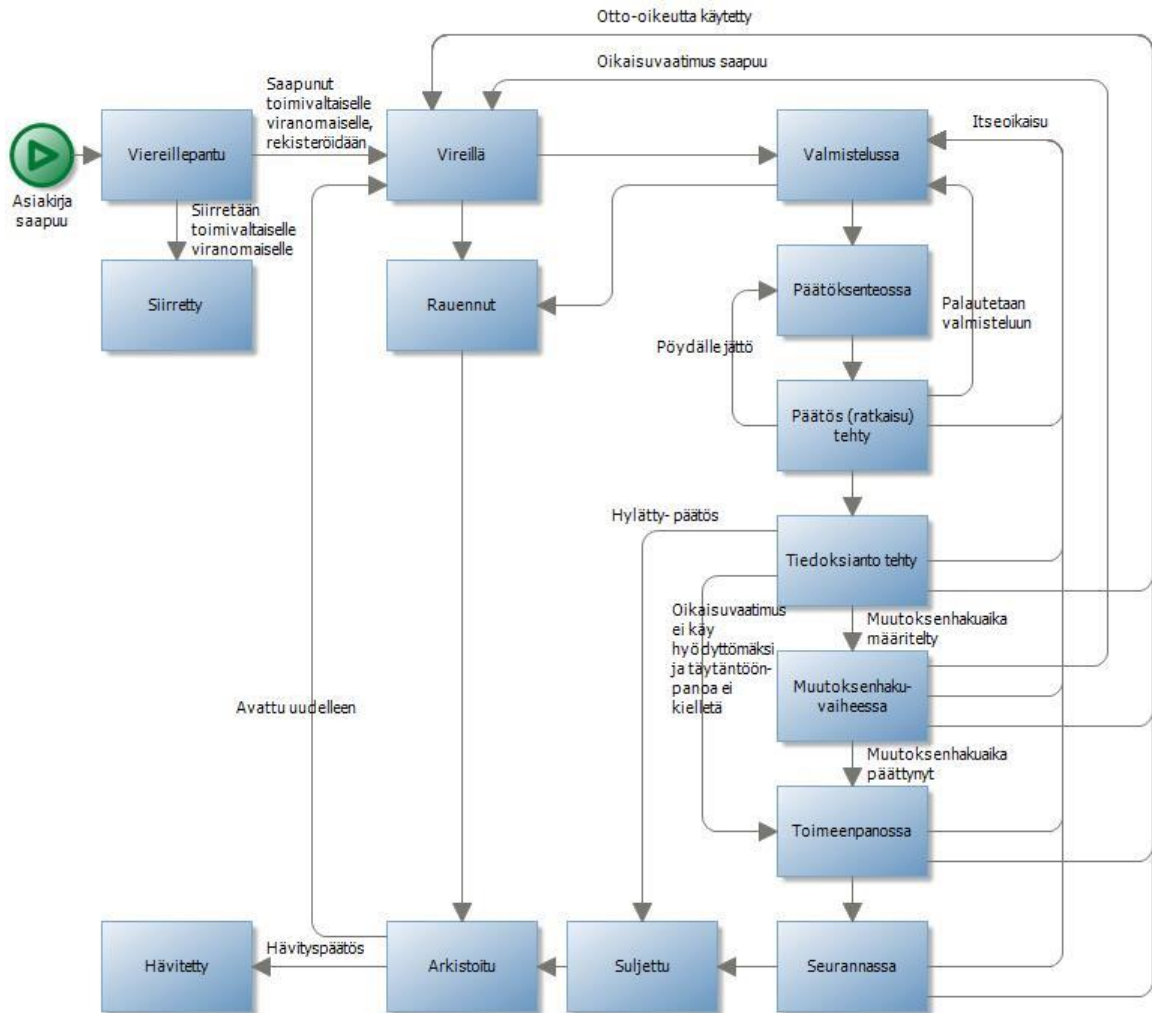 Otto-oikeutta käytetty
Oikaisuvaatimus saapuu
Saapunut
toimivaltaiselle
viranomaiselle,
rekisteröidään
Itseoikaisu
Viereillepantu
Vireillä
Valmistelussa
Asiakirja
saapuu
Siirretään
toimivaltaiselle
viranomaiselle
Siirretty
Rauennut
Päätöksenteossa
Palautetaan
valmisteluun
Pöydälle jättö
Päätös (ratkaisu)
tehty
Hylätty- päätös
Tiedoksianto tehty
Oikaisuvaatimus
ei käy
hyödyttömäksi
ja täytäntöön-
panoa ei
kielletä
Muutoksenhakuaika
määritelty
Muutoksenhaku-
vaiheessa
Avattu uudelleen
Muutoksenhakuaika
päättynyt
Toimeenpanossa
Hävitetty
Hävityspäätös
Arkistoitu
Suljettu
Seurannassa